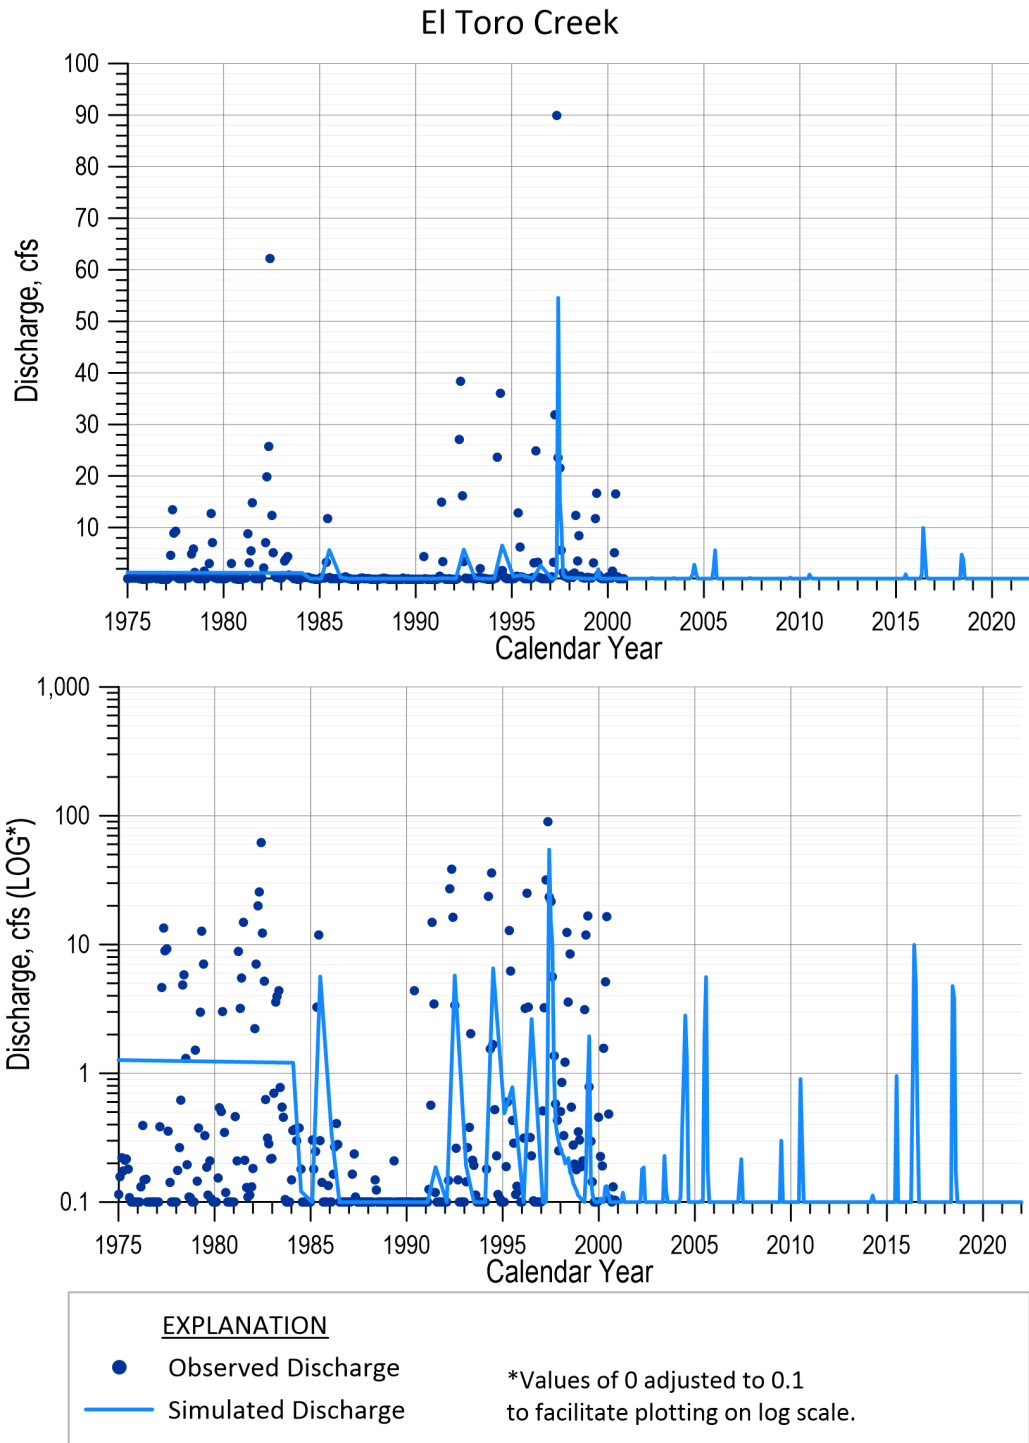 El Toro Creek
100
90
80
70
60
50
40
30
20
10
Discharge, cfs
1975 1980 1985 1990 1995 2000 2005 2010 2015 2020
Calendar Year
1,000
100
10
1
0.1
Discharge, cfs (LOG*)
1975 1980 1985 1990 1995 2000 2005 2010 2015 2020
Calendar Year
EXPLANATION
Observed Discharge
Simulated Discharge
*Values of 0 adjusted to 0.1
to facilitate plotting on log scale.